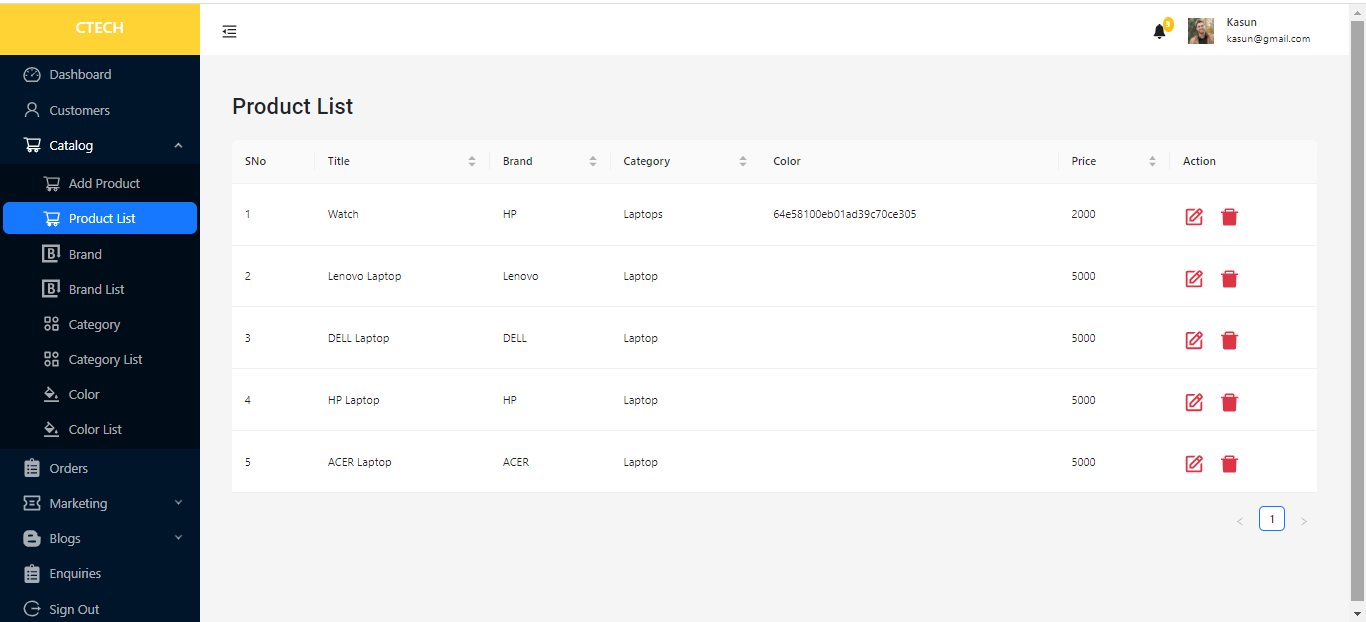 CTECH
Dashboard
Customers
Catalog
Add Product
Product List
Brand
Brand List
Category
Category List
Color
Color List
Orders
Marketing
Blogs
Enquiries
Sign Out
Kasun
kasun@gmail.com
Product List
SNo Title Brand Category Color Price Action
1 Watch HP Laptops 64e58100eb01ad39c70ce305 2000
2 Lenovo Laptop Lenovo Laptop 5000
3 DELL Laptop DELL Laptop 5000
4 HP Laptop HP Laptop 5000
5 ACER Laptop ACER Laptop 5000
< 1 >